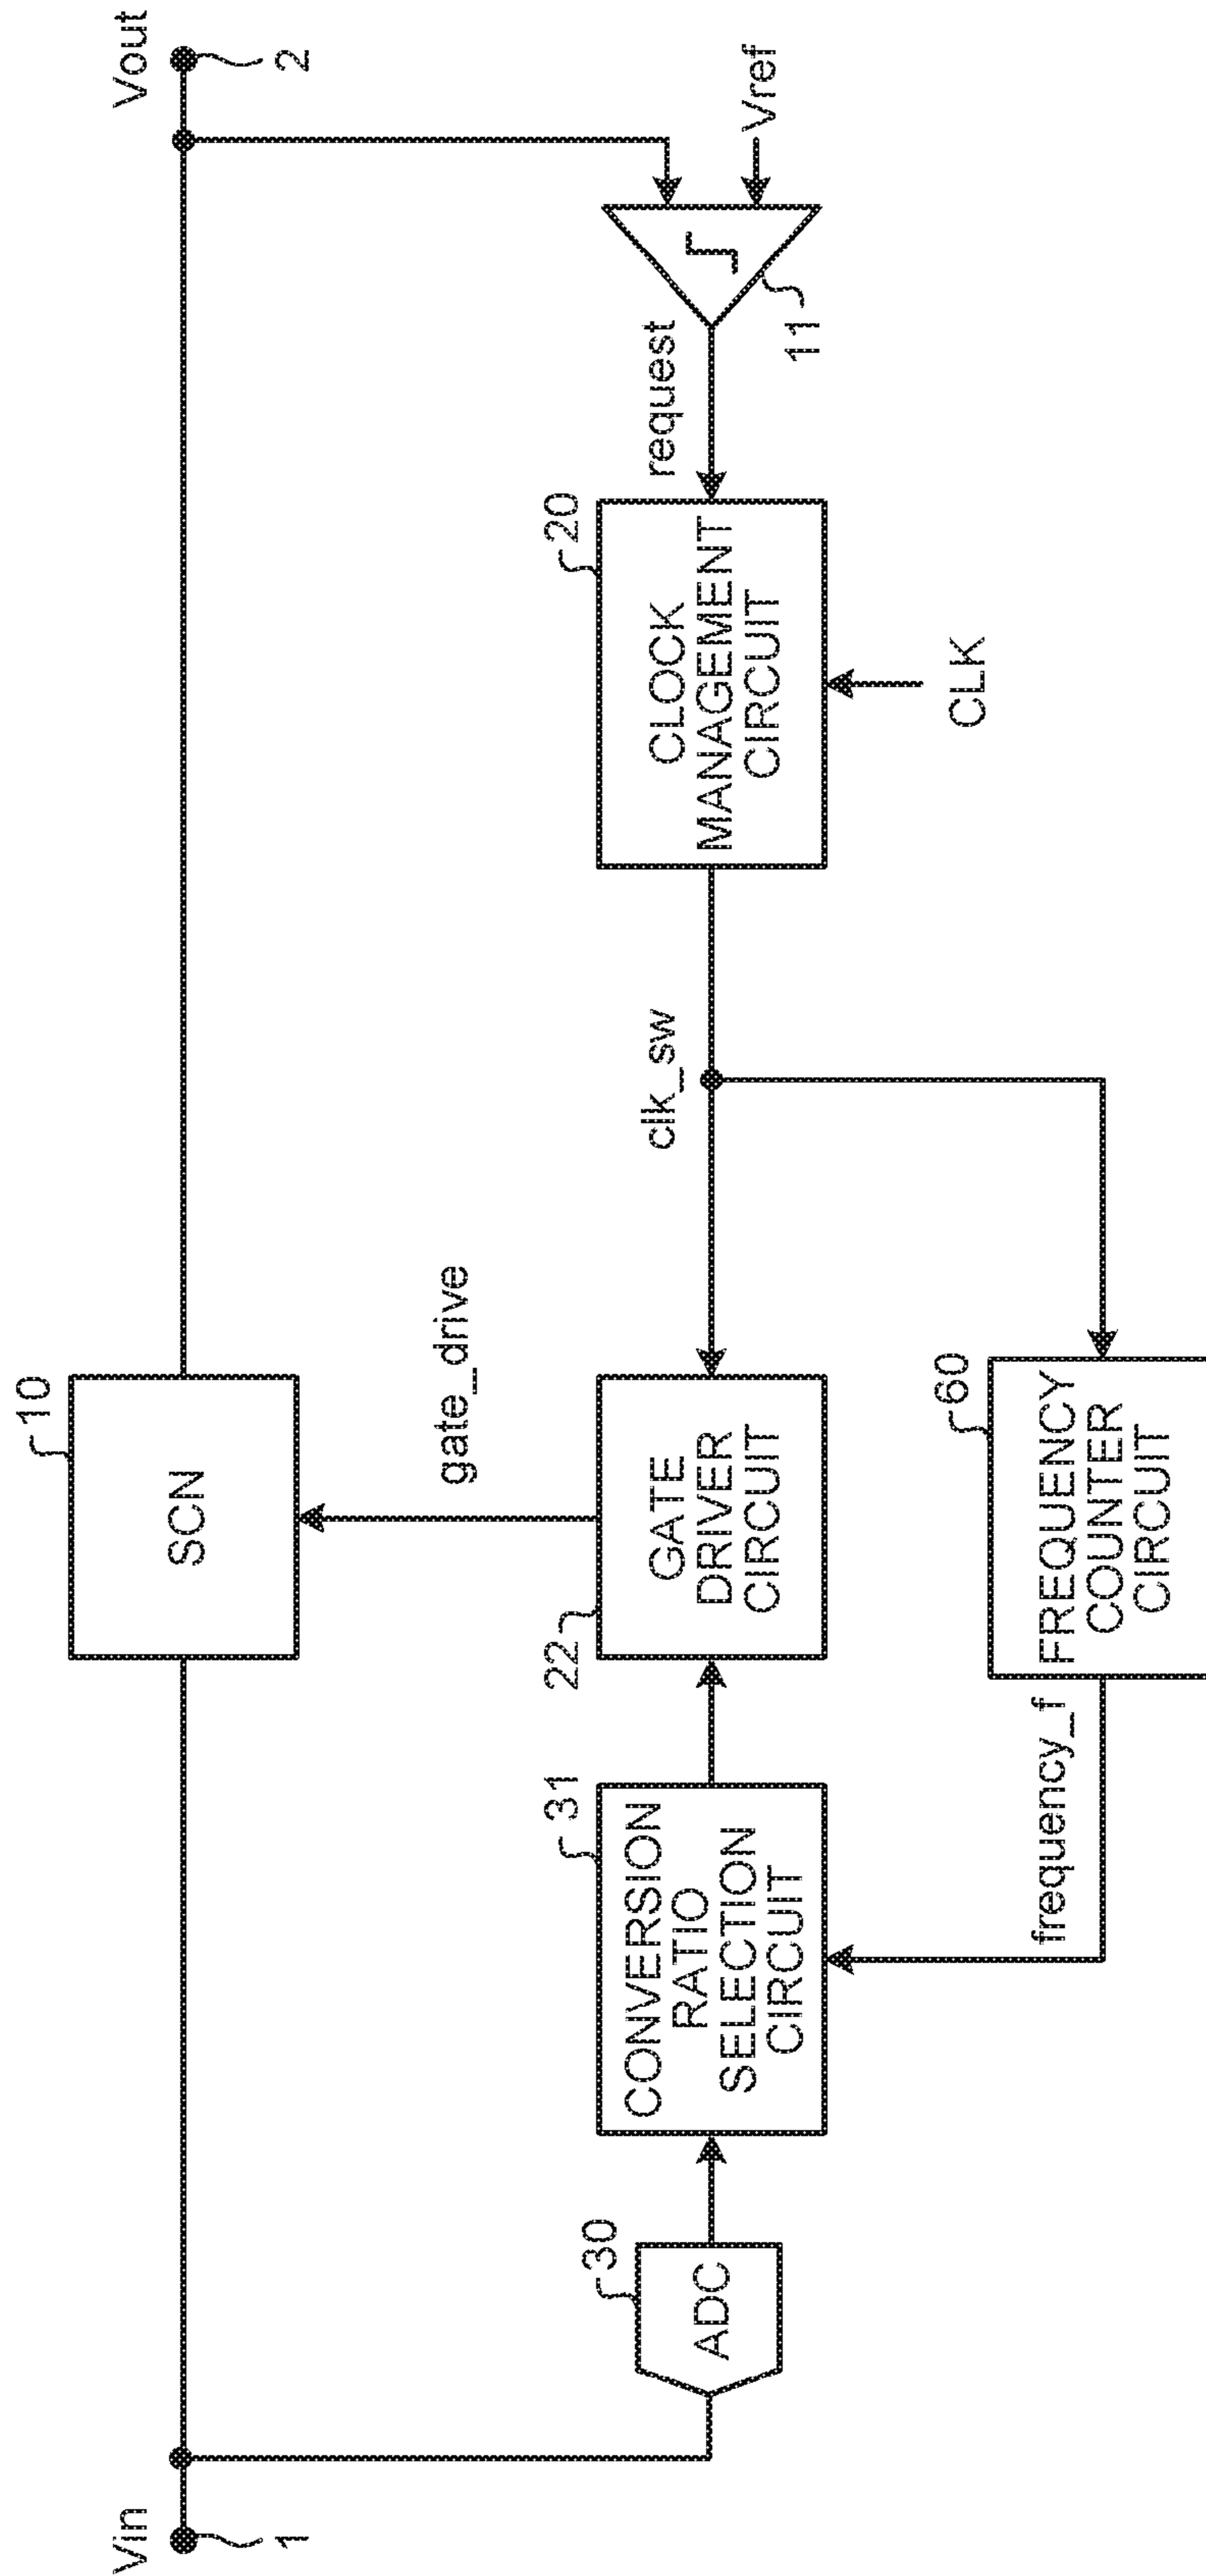 Vin
1
10
SCN
Vout
2
gate_drive
30
ADC
31
CONVERSION
RATIO
SELECTION
CIRCUIT
22
GATE
DRIVER
CIRCUIT
clk_sw
20
CLOCK
MANAGEMENT
CIRCUIT
request
11
Vref
CLK
frequency_f
60
FREQUENCY
COUNTER
CIRCUIT